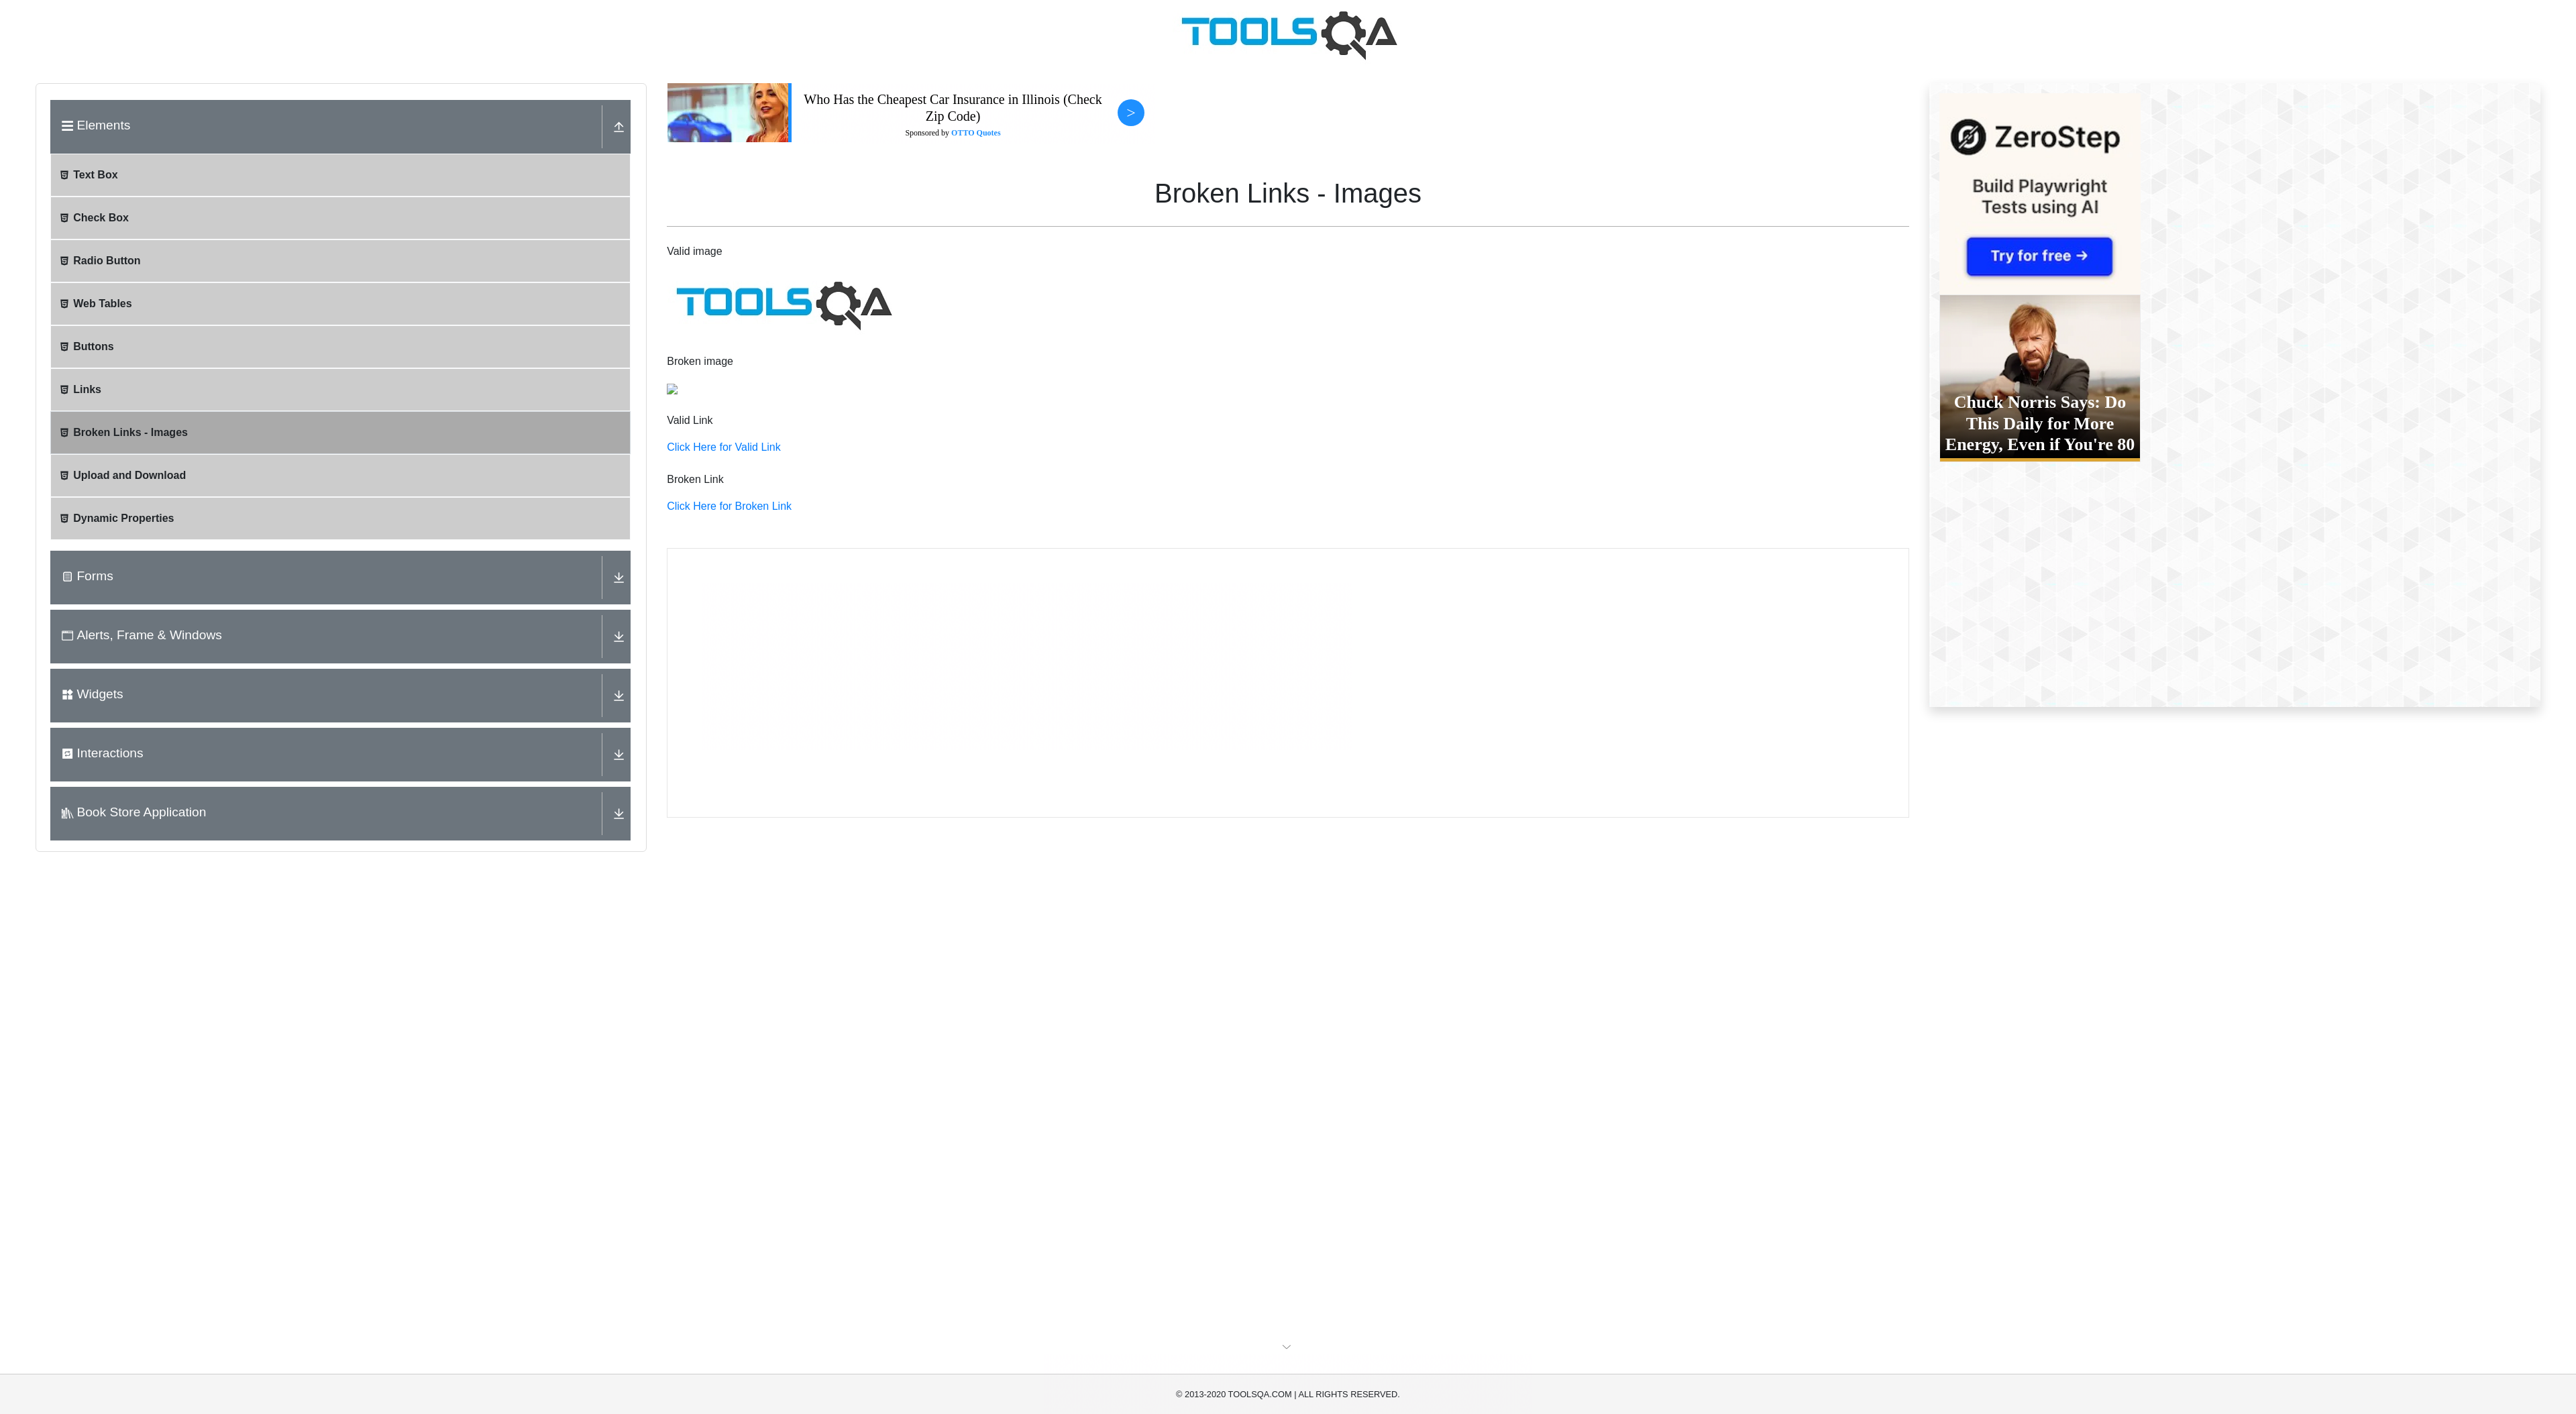 TOOLSQA
Elements
Text Box
Check Box
Radio Button
Web Tables
Buttons
Links
Broken Links - Images
Upload and Download
Dynamic Properties
Forms
Alerts, Frame & Windows
Widgets
Interactions
Book Store Application
Who Has the Cheapest Car Insurance in Illinois (Check
Zip Code)
Sponsored by OTTO Quotes
>
Broken Links - Images
Valid image
TOOLSQA
Broken image
Valid Link
Click Here for Valid Link
Broken Link
Click Here for Broken Link
ZeroStep
Build Playwright
Tests using AI
Try for free →
Chuck Norris Says: Do
This Daily for More
Energy, Even if You're 80
© 2013-2020 TOOLSQA.COM | ALL RIGHTS RESERVED.